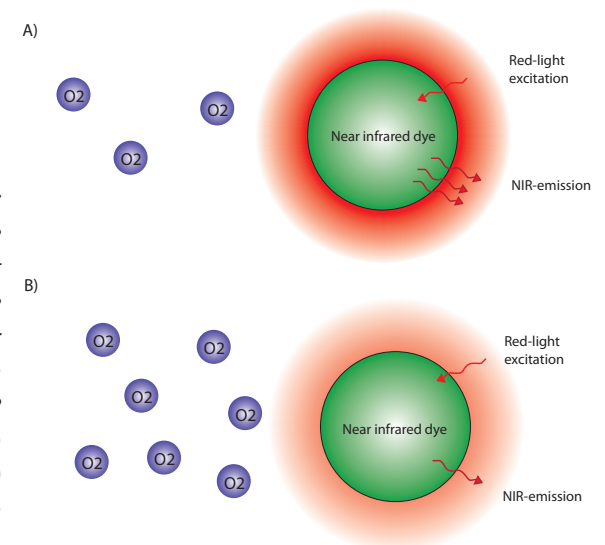 A)
O2
O2
O2
Red-light
excitation
Near infrared dye
NIR-emission
B)
O2
O2
O2
O2
O2
O2
O2
Red-light
excitation
Near infrared dye
NIR-emission